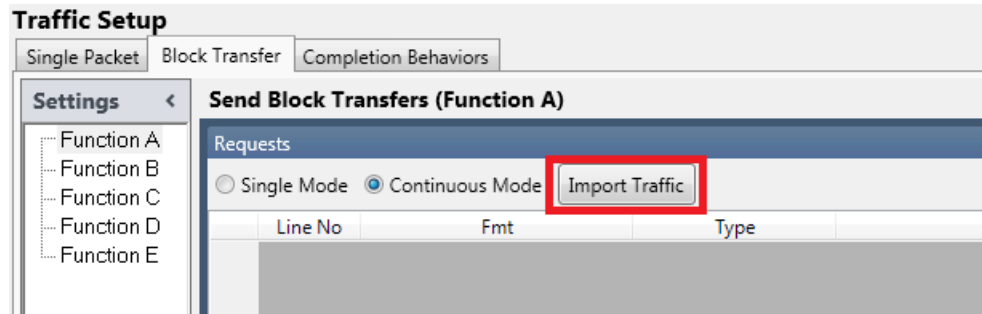 Traffic Setup
Single Packet Block Transfer Completion Behaviors
Settings < Send Block Transfers (Function A)
Function A
Function B
Function C
Function D
Function E
Requests
Single Mode Continuous Mode Import Traffic
Line No Fmt Type